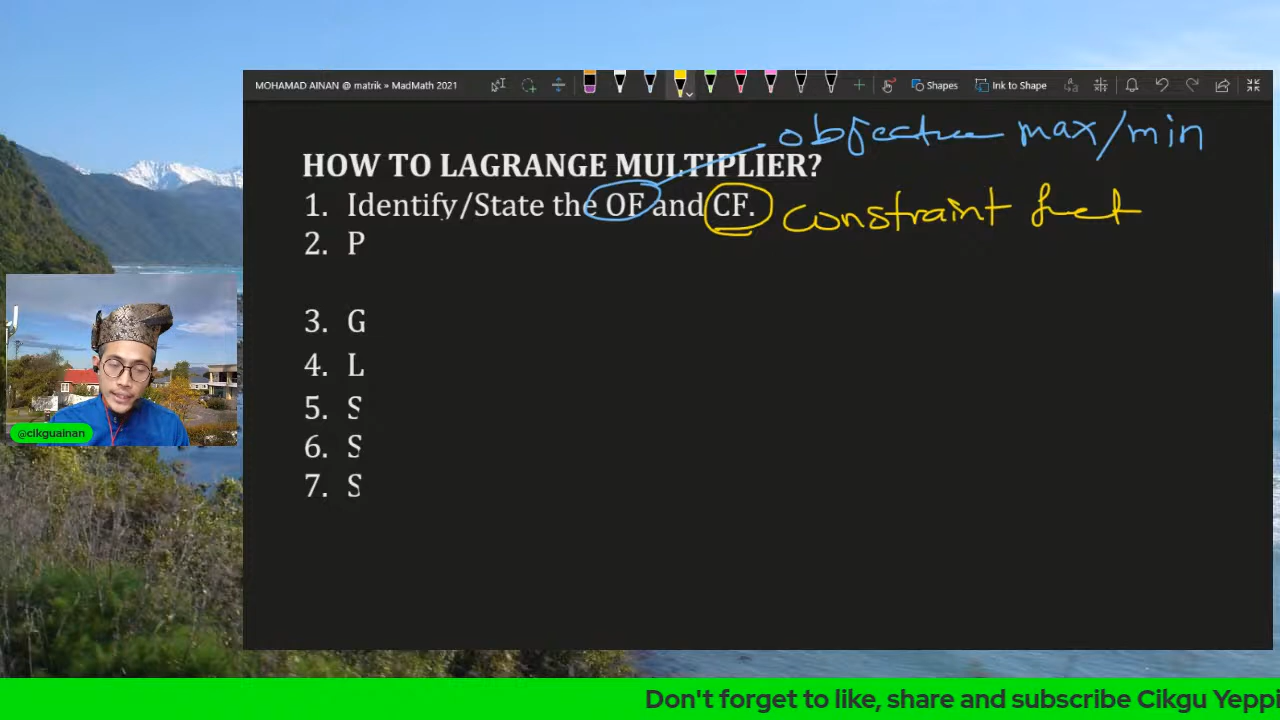 MOHAMAD AINAN @ matrik » MadMath 2021
Shapes
Ink to Shape
objective max/min
HOW TO LAGRANGE MULTIPLIER?
1. Identify/State the OF and CF.
constraint
2. P
3. G
4. L
5. S
6. S
7. S
@cikguainan
Don't forget to like, share and subscribe Cikgu Yeppi